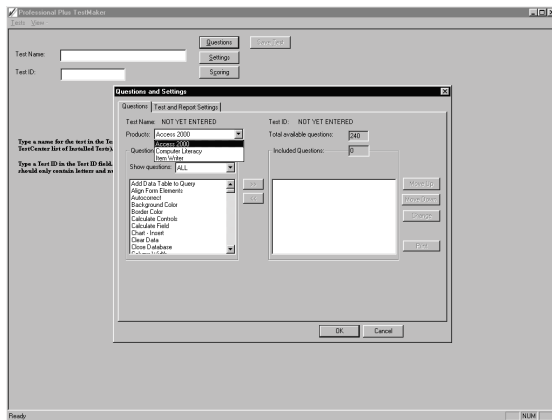 Professional Plus TestMaker
Tests View
Questions Save Test
Test Name:
Settings
Test ID:
Scoring
Questions and Settings
Questions Test and Report Settings
Test Name: NOT YET ENTERED Test ID: NOT YET ENTERED
Products: Access 2000 Total available questions: 240
Access 2000
Computer Literacy
Item Writer
Question Included Questions: 0
Show questions: ALL
Type a name for the test in the Te
TestCenter list of Installed Tests).
Type a Test ID in the Test ID field.
should only contain letters and nu
Add Data Table to Query
Align Form Elements
Autocorrect
Background Color
Border Color
Calculate Controls
Calculate Field
Chart - Insert
Clear Data
Close Database
Column Width
>>
<<
Move Up
Move Down
Change
OK Cancel
Ready NUM